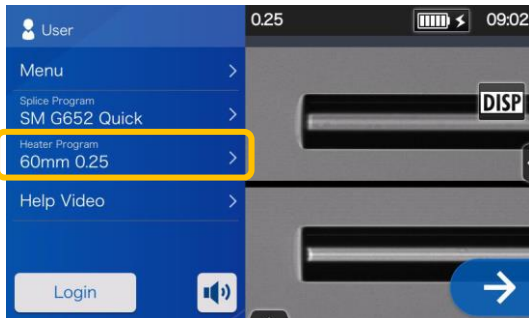 User
0.25
09:02
Menu
Splice Program
SM G652 Quick
DISP
Heater Program
60mm 0.25
Help Video
Login